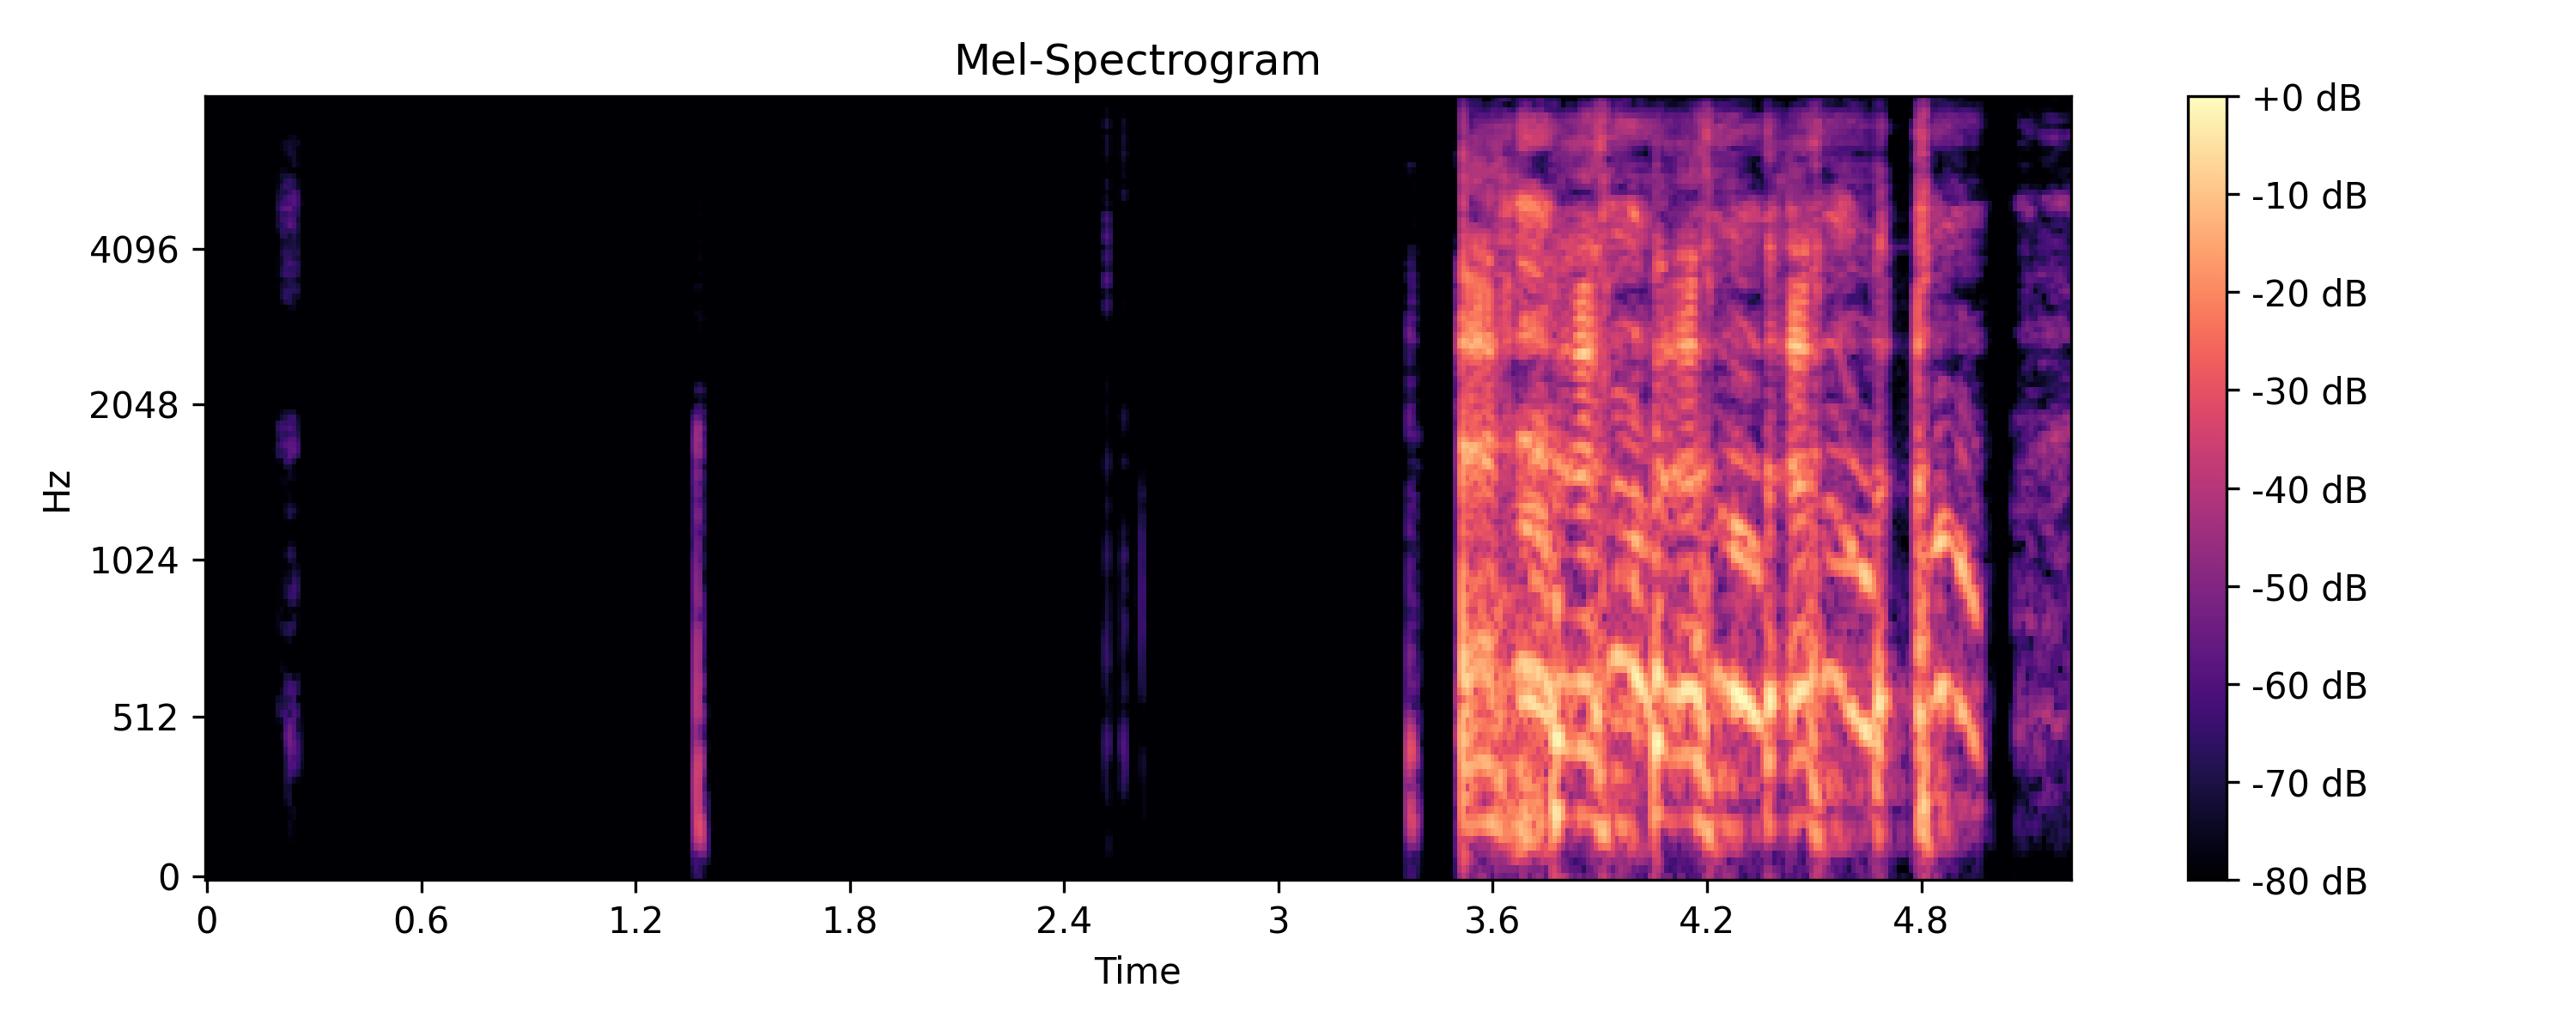 Mel-Spectrogram
+0 dB
-10 dB
-20 dB
-30 dB
-40 dB
-50 dB
-60 dB
-70 dB
-80 dB
Hz
4096
2048
1024
512
0
0 0.6 1.2 1.8 2.4 3 3.6 4.2 4.8
Time